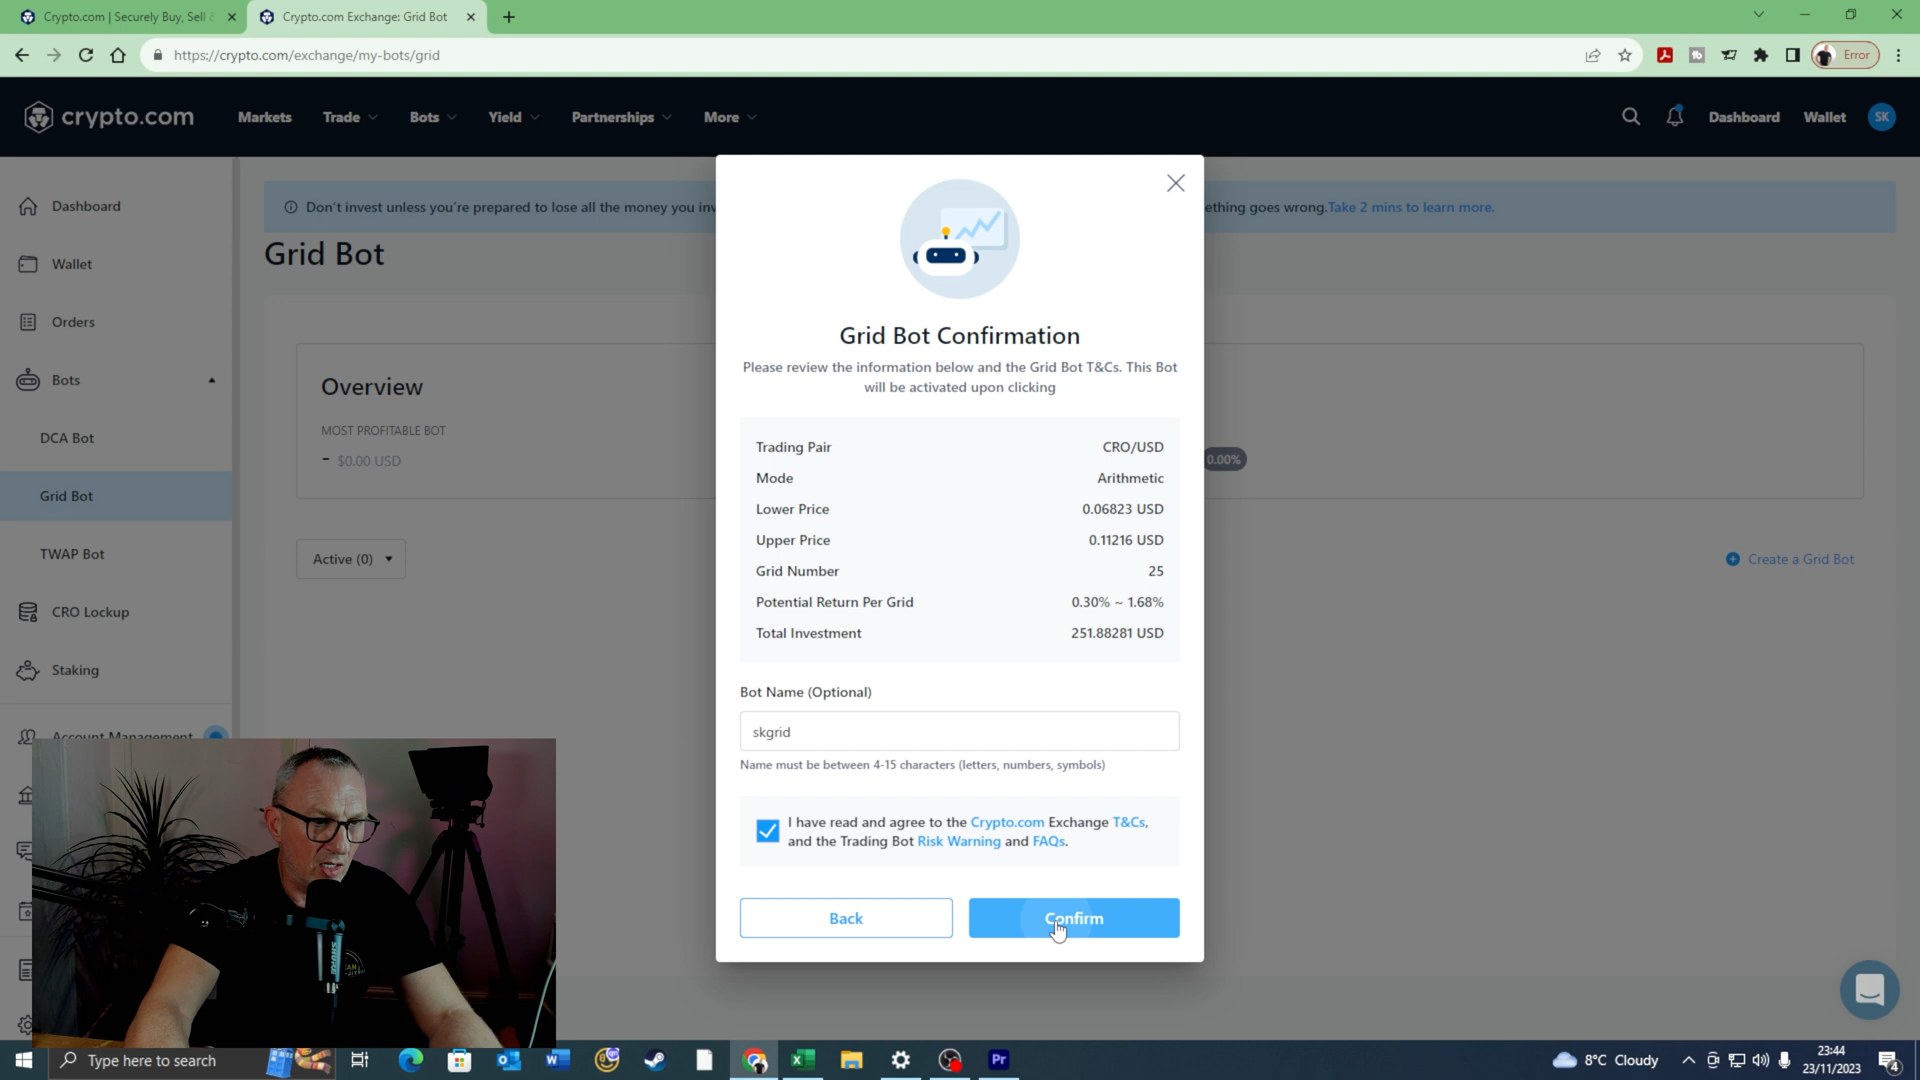 Crypto.com | Securely Buy, Sell &
Crypto.com Exchange: Grid Bot
https://crypto.com/exchange/my-bots/grid
Error
crypto.com
Markets
Trade
Bots
Yield
Partnerships
More
Dashboard
Wallet
SK
Dashboard
Wallet
Orders
Bots
DCA Bot
Grid Bot
TWAP Bot
CRO Lockup
Staking
Account Management
Don't invest unless you're prepared to lose all the money you inv
ething goes wrong.Take 2 mins to learn more.
Grid Bot
Overview
MOST PROFITABLE BOT
- $0.00 USD
0.00%
Active (0)
Create a Grid Bot
Grid Bot Confirmation
Please review the information below and the Grid Bot T&Cs. This Bot
will be activated upon clicking
Trading Pair CRO/USD
Mode Arithmetic
Lower Price 0.06823 USD
Upper Price 0.11216 USD
Grid Number 25
Potential Return Per Grid 0.30% ~ 1.68%
Total Investment 251.88281 USD
Bot Name (Optional)
skgrid
Name must be between 4-15 characters (letters, numbers, symbols)
I have read and agree to the Crypto.com Exchange T&Cs,
and the Trading Bot Risk Warning and FAQs.
Back
Confirm
SHURE
Type here to search
Pr
8°C Cloudy
23:44
23/11/2023
4